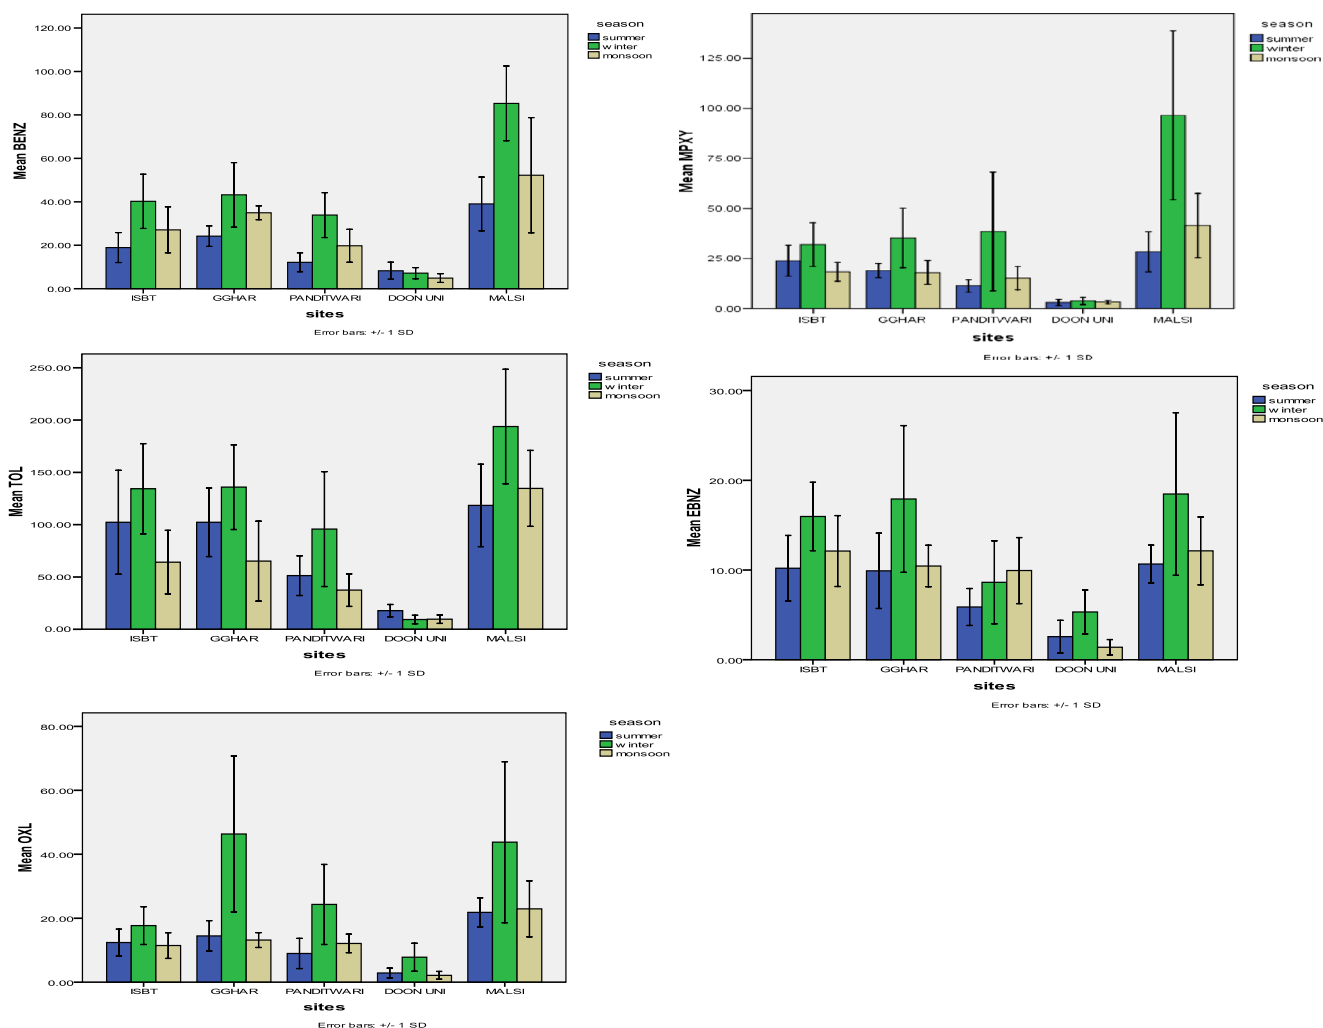 season
summer
winter
monsoon
120.00
100.00
80.00
60.00
40.00
20.00
0.00
Mean BENZ
ISBT GGHAR PANDITWARI DOON UNI MALSI
sites
Error bars: +/- 1 SD
season
summer
winter
monsoon
125.00
100.00
75.00
50.00
25.00
0.00
Mean MPXY
ISBT GGHAR PANDITWARI DOON UNI MALSI
sites
Error bars: +/- 1 SD
season
summer
winter
monsoon
250.00
200.00
150.00
100.00
50.00
0.00
Mean TOL
ISBT GGHAR PANDITWARI DOON UNI MALSI
sites
Error bars: +/- 1 SD
season
summer
winter
monsoon
30.00
20.00
10.00
0.00
Mean EBNZ
ISBT GGHAR PANDITWARI DOON UNI MALSI
sites
Error bars: +/- 1 SD
season
summer
winter
monsoon
80.00
60.00
40.00
20.00
0.00
Mean OXL
ISBT GGHAR PANDITWARI DOON UNI MALSI
sites
Error bars: +/- 1 SD